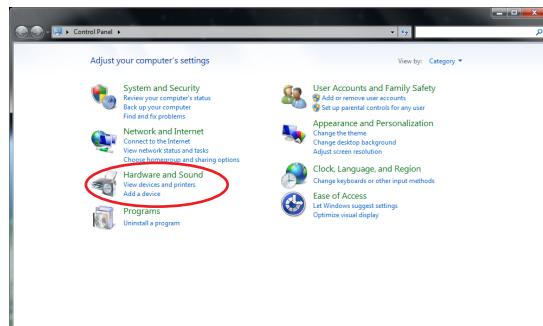 Control Panel
Adjust your computer's settings
View by: Category
System and Security
Review your computer's status
Back up your computer
Find and fix problems
Network and Internet
Connect to the Internet
View network status and tasks
Choose homegroup and sharing options
Hardware and Sound
View devices and printers
Add a device
Programs
Uninstall a program
User Accounts and Family Safety
Add or remove user accounts
Set up parental controls for any user
Appearance and Personalization
Change the theme
Change desktop background
Adjust screen resolution
Clock, Language, and Region
Change keyboards or other input methods
Ease of Access
Let Windows suggest settings
Optimize visual display